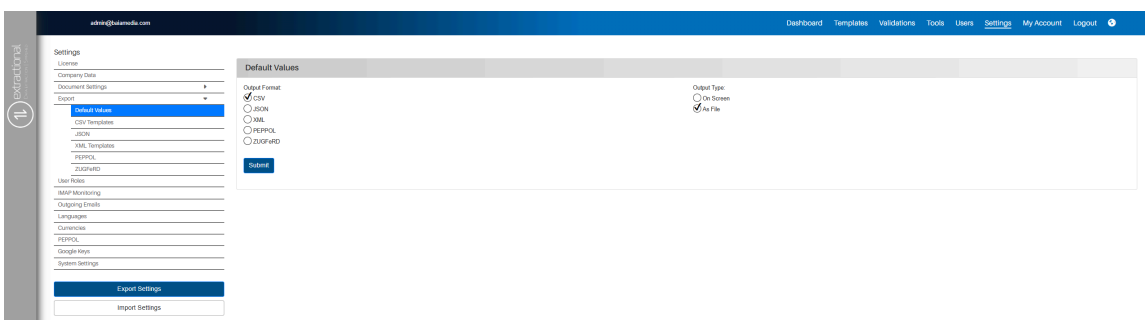 admin@baiamedia.com
Dashboard Templates Validations Tools Users Settings My Account Logout
extractional
Settings
License
Company Data
Document Settings
Export
Default Values
CSV Templates
JSON
XML Templates
PEPPOL
ZUGFeRD
User Roles
IMAP Monitoring
Outgoing Emails
Languages
Currencies
PEPPOL
Google Keys
System Settings
Export Settings
Import Settings
Default Values
Output Format:
CSV
JSON
XML
PEPPOL
ZUGFeRD
Submit
Output Type:
On Screen
As File